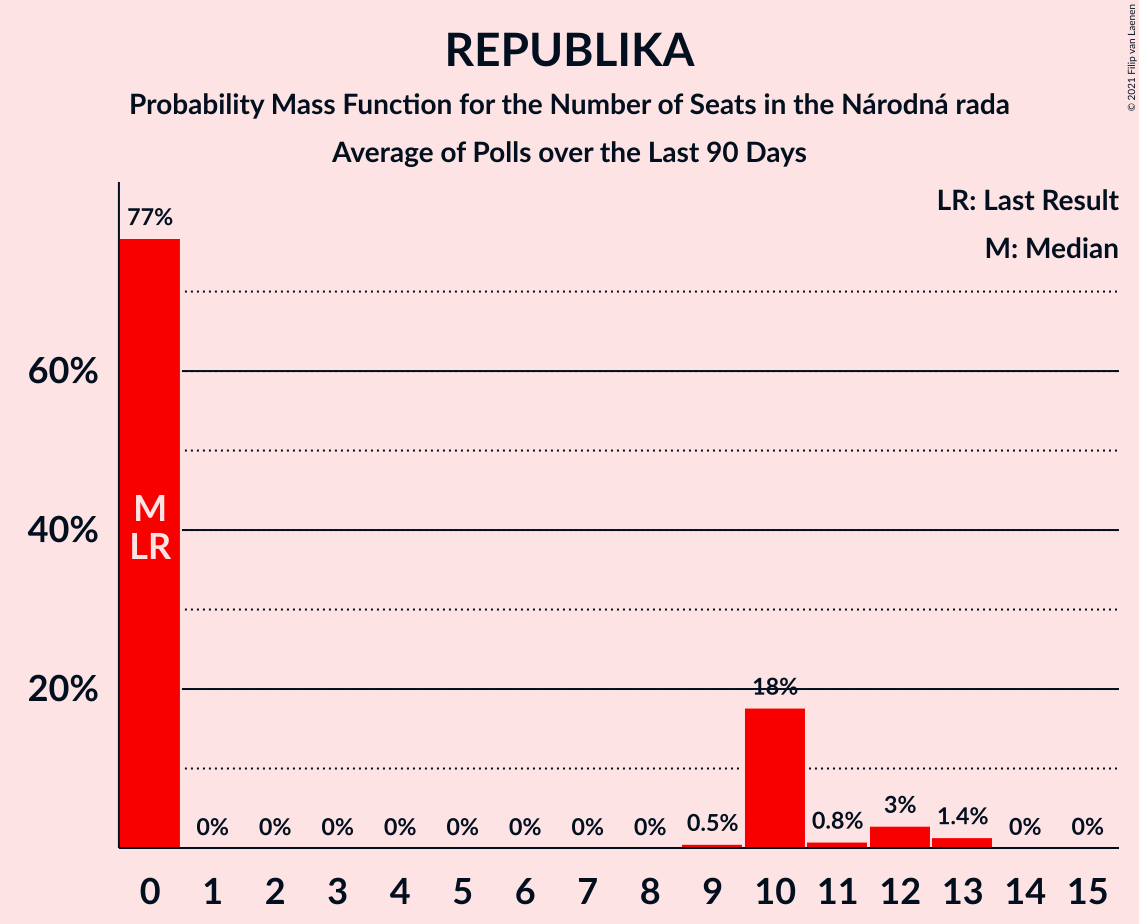 REPUBLIKA
Probability Mass Function for the Number of Seats in the Národná rada
Average of Polls over the Last 90 Days
© 2021 Filip van Laenen
LR: Last Result
M: Median
77%
60%
40%
20%
M
LR
0% 0% 0% 0% 0% 0% 0% 0% 0.5% 18% 0.8% 3% 1.4% 0% 0%
0 1 2 3 4 5 6 7 8 9 10 11 12 13 14 15